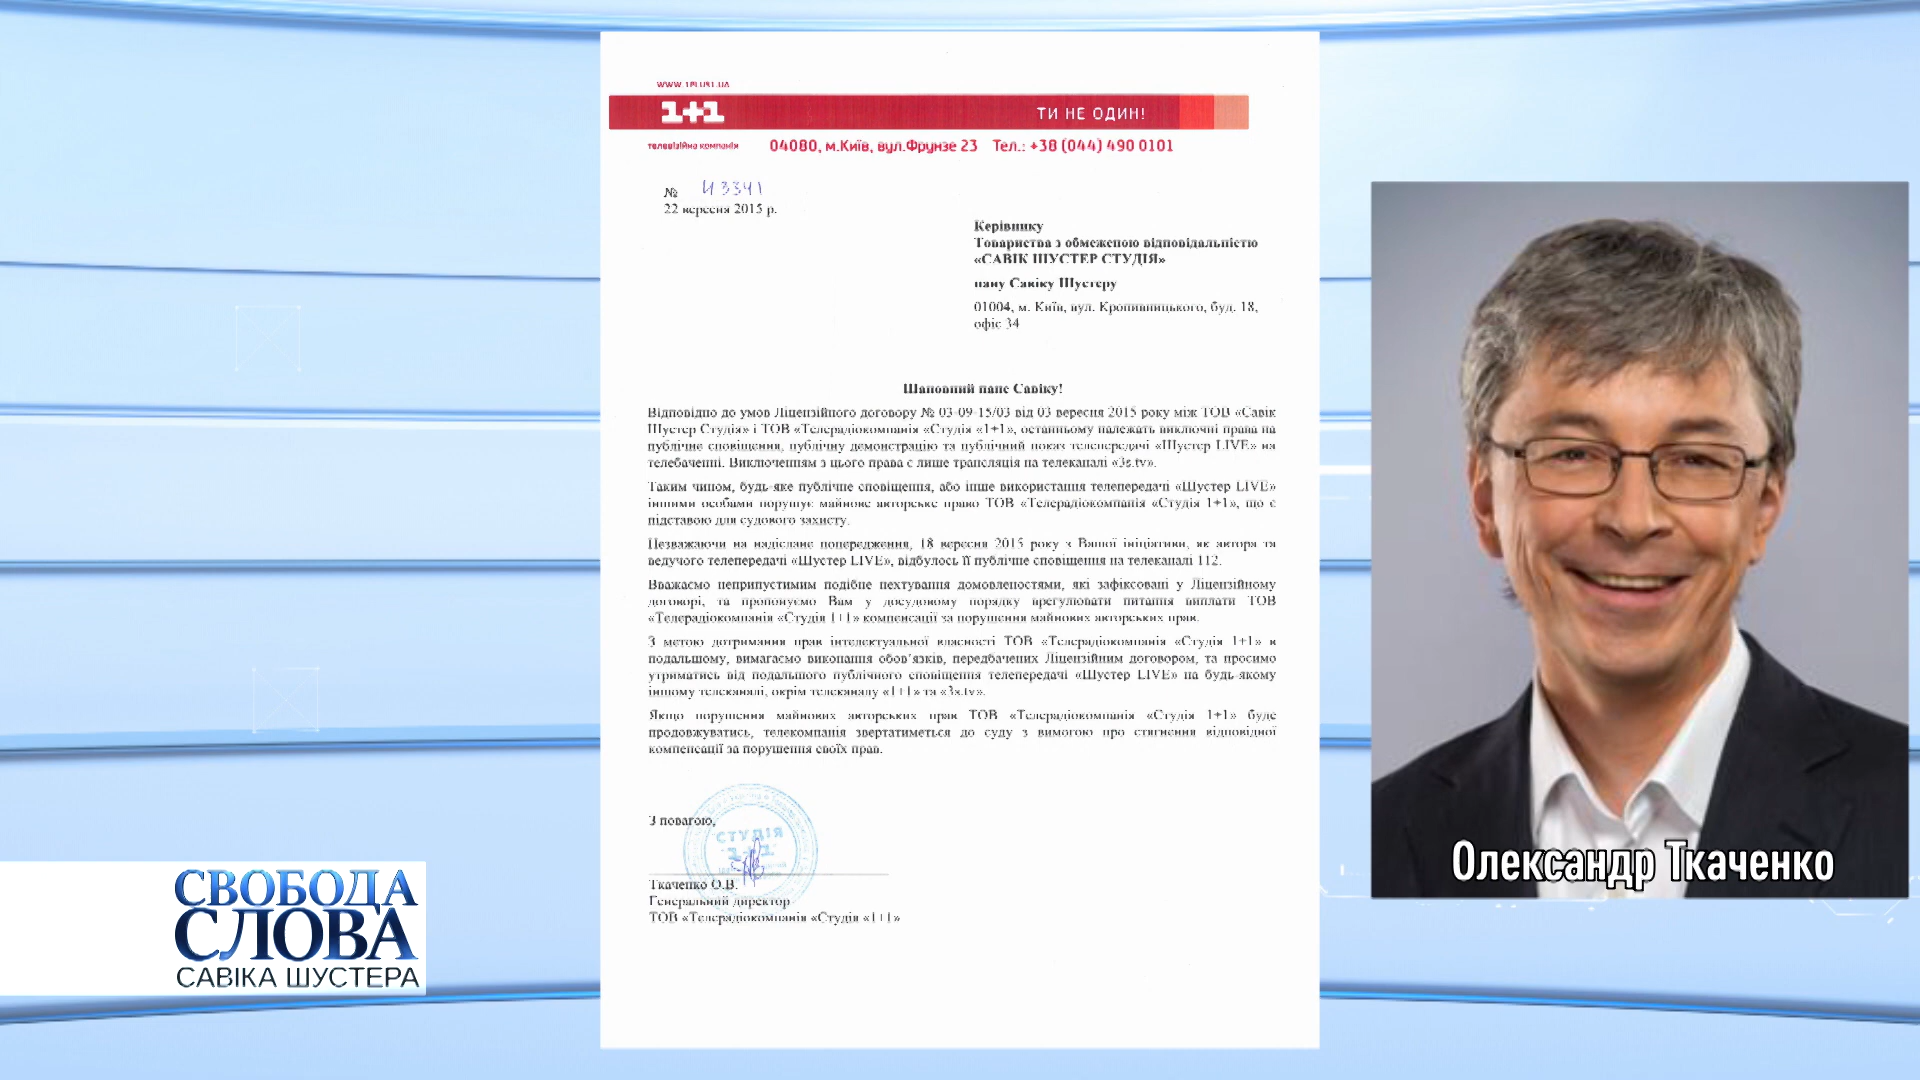 WWW.1PLUS1.UA
1+1
ТИ НЕ ОДИН!
телевізійна компанія
04080, м.Київ, вул.Фрунзе 23 Тел.: +38 (044) 490 0101
№ И 3341
22 вересня 2015 р.
Керівнику
Товариства з обмеженою відповідальністю
«САВІК ШУСТЕР СТУДІЯ»
пану Савіку Шустеру
01004, м. Київ, вул. Кропивницького, буд. 18,
офіс 34
Шановний пане Савіку!
Відповідно до умов Ліцензійного договору № 03-09-15/03 від 03 вересня 2015 року між ТОВ «Савік
Шустер Студія» і ТОВ «Телерадіокомпанія «Студія «1+1», останньому належать виключні права на
публічне сповіщення, публічну демонстрацію та публічний показ телепередачі «Шустер LIVE» на
телебаченні. Виключенням з цього права є лише трансляція на телеканалі «3s.tv».
Таким чином, будь-яке публічне сповіщення, або інше використання телепередачі «Шустер LIVE»
іншими особами порушує майнове авторське право ТОВ «Телерадіокомпанія «Студія 1+1», що є
підставою для судового захисту.
Незважаючи на надіслане попередження, 18 вересня 2015 року з Вашої ініціативи, як автора та
ведучого телепередачі «Шустер LIVE», відбулось її публічне сповіщення на телеканалі 112.
Вважаємо неприпустимим подібне нехтування домовленостями, які зафіксовані у Ліцензійному
договорі, та пропонуємо Вам у досудовому порядку врегулювати питання виплати ТОВ
«Телерадіокомпанія «Студія 1+1» компенсації за порушення майнових авторських прав.
З метою дотримання прав інтелектуальної власності ТОВ «Телерадіокомпанія «Студія 1+1» в
подальшому, вимагаємо виконання обов’язків, передбачених Ліцензійним договором, та просимо
утриматись від подальшого публічного сповіщення телепередачі «Шустер LIVE» на будь-якому
іншому телеканалі, окрім телеканалу «1+1» та «3s.tv».
Якщо порушення майнових авторських прав ТОВ «Телерадіокомпанія «Студія 1+1» буде
продовжуватись, телекомпанія звертатиметься до суду з вимогою про стягнення відповідної
компенсації за порушення своїх прав.
З повагою,
СТУДІЯ
1+1
Ткаченко О.В.
Генеральний директор
ТОВ «Телерадіокомпанія «Студія «1+1»
Олександр Ткаченко
СВОБОДА
СЛОВА
САВІКА ШУСТЕРА